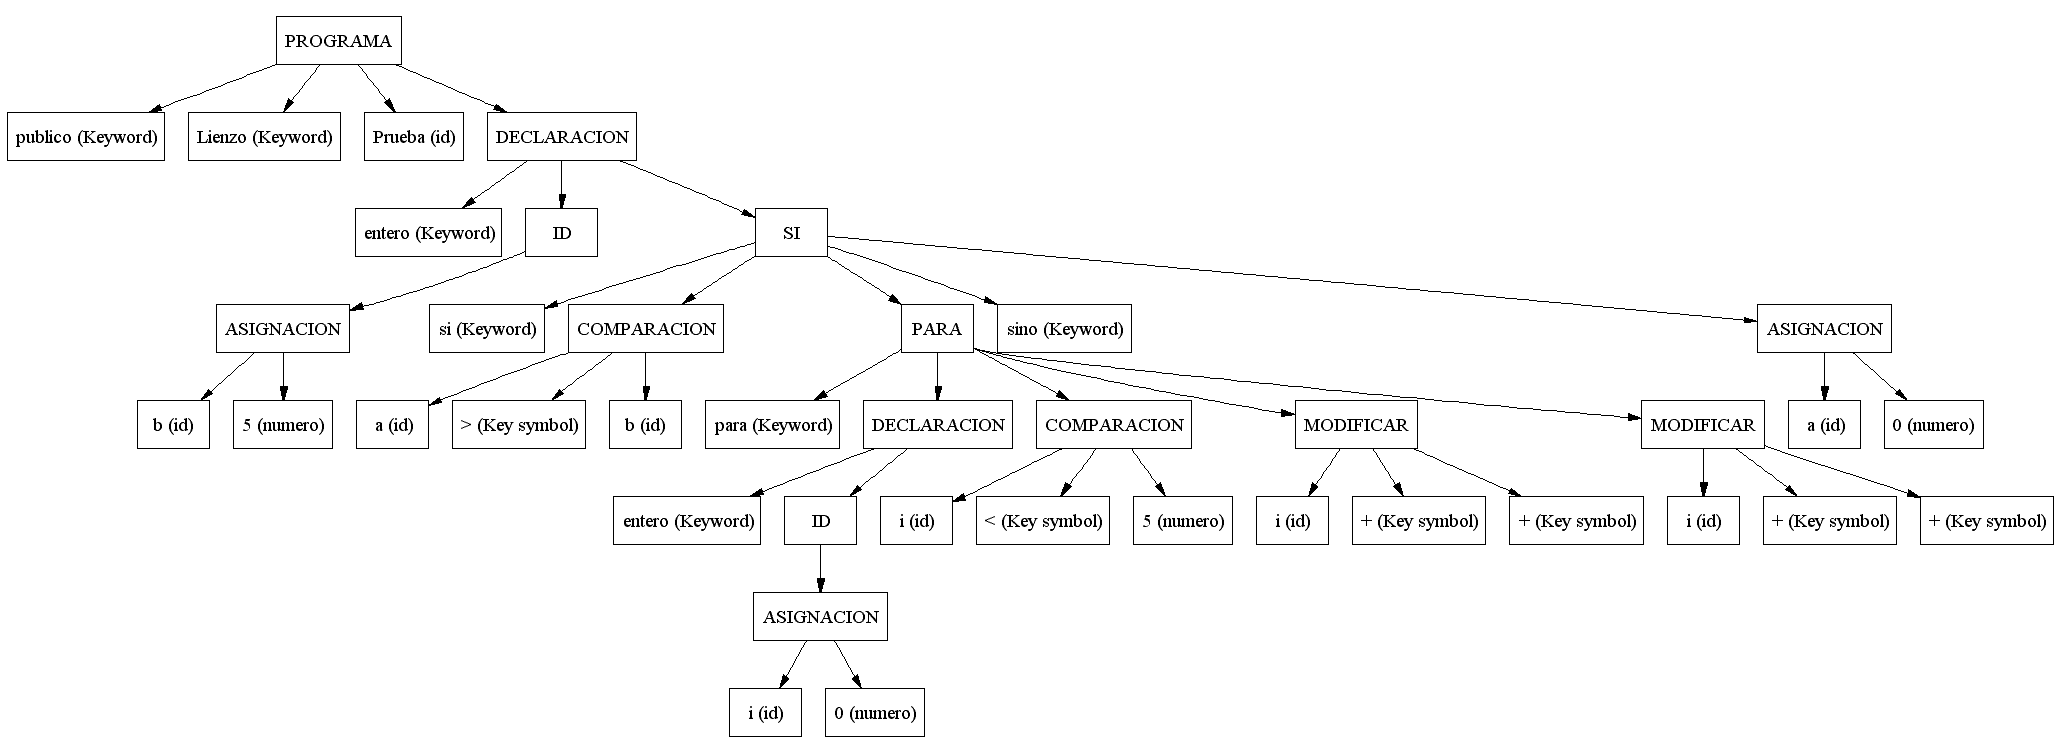 PROGRAMA
publico (Keyword)
Lienzo (Keyword)
Prueba (id)
DECLARACION
entero (Keyword)
ID
SI
ASIGNACION
si (Keyword)
COMPARACION
PARA
sino (Keyword)
ASIGNACION
b (id)
5 (numero)
a (id)
> (Key symbol)
b (id)
para (Keyword)
DECLARACION
COMPARACION
MODIFICAR
MODIFICAR
a (id)
0 (numero)
entero (Keyword)
ID
i (id)
< (Key symbol)
5 (numero)
i (id)
+ (Key symbol)
+ (Key symbol)
i (id)
+ (Key symbol)
+ (Key symbol)
ASIGNACION
i (id)
0 (numero)